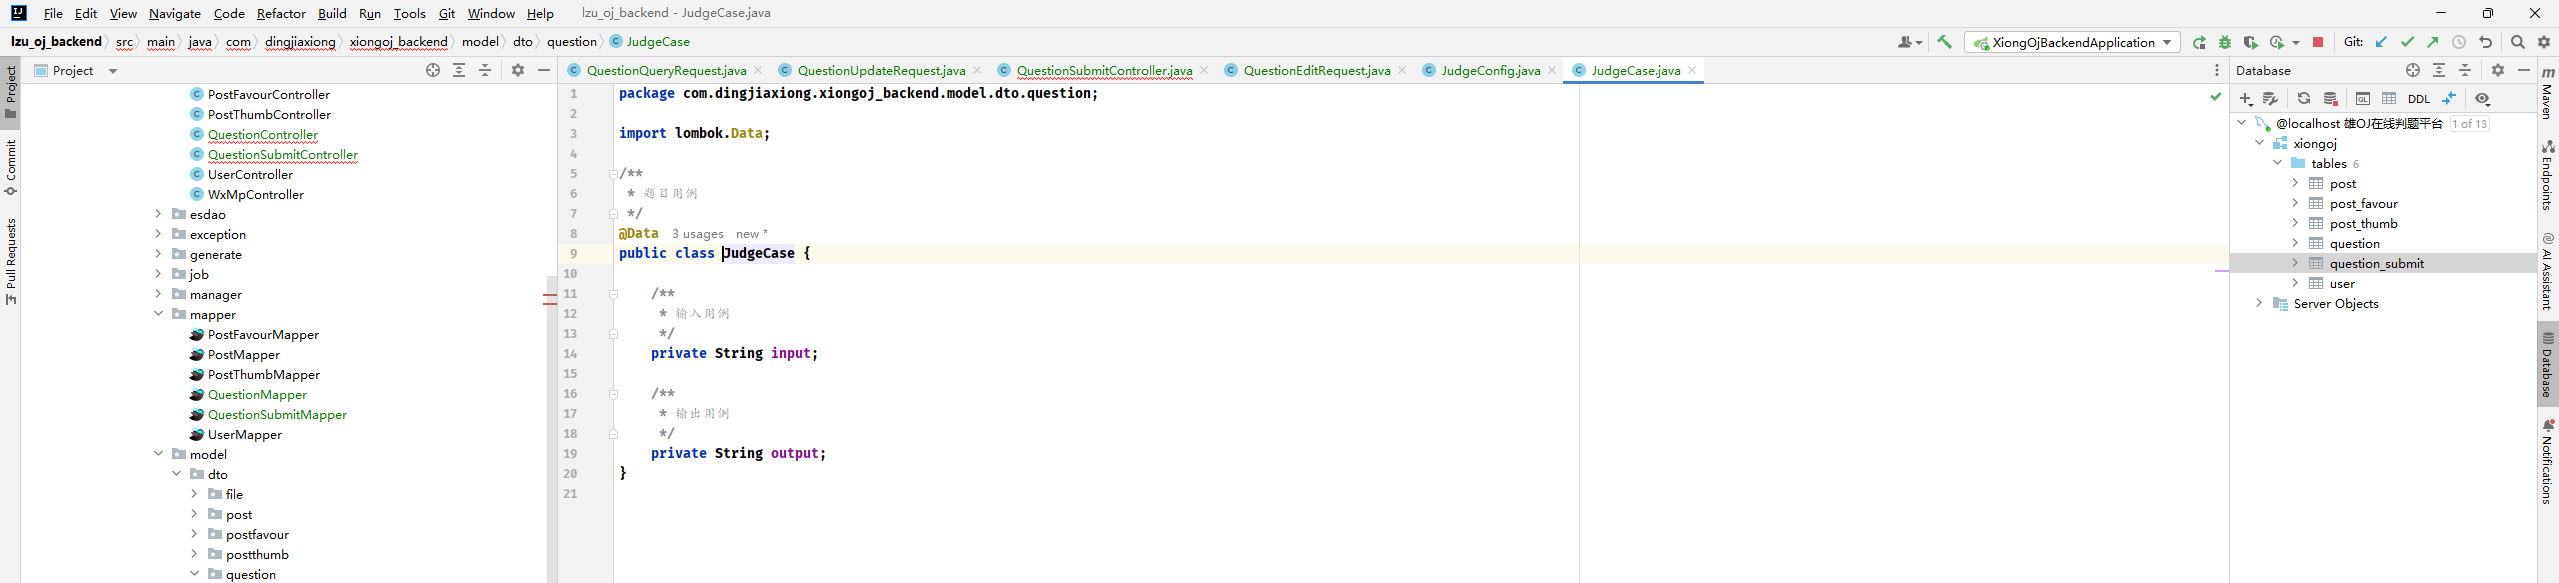 File Edit View Navigate Code Refactor Build Run Tools Git Window Help lzu_oj_backend - JudgeCase.java
lzu_oj_backend src main java com dingjiaxiong xiongoj_backend model dto question JudgeCase
XiongOjBackendApplication Git:
Project
QuestionQueryRequest.java QuestionUpdateRequest.java QuestionSubmitController.java QuestionEditRequest.java JudgeConfig.java JudgeCase.java
Database
Project
Commit
Pull Requests
PostFavourController
PostThumbController
QuestionController
QuestionSubmitController
UserController
WxMpController
esdao
exception
generate
job
manager
mapper
PostFavourMapper
PostMapper
PostThumbMapper
QuestionMapper
QuestionSubmitMapper
UserMapper
model
dto
file
post
postfavour
postthumb
question
1 package com.dingjiaxiong.xiongoj_backend.model.dto.question;
2
3 import lombok.Data;
4
5 /**
6 * 题目用例
7 */
8 @Data 3 usages new *
9 public class JudgeCase {
10
11 /**
12 * 输入用例
13 */
14 private String input;
15
16 /**
17 * 输出用例
18 */
19 private String output;
20 }
21
QL DDL
@localhost 雄OJ在线判题平台 1 of 13
xiongoj
tables 6
post
post_favour
post_thumb
question
question_submit
user
Server Objects
Maven
Endpoints
AI Assistant
Database
Notifications